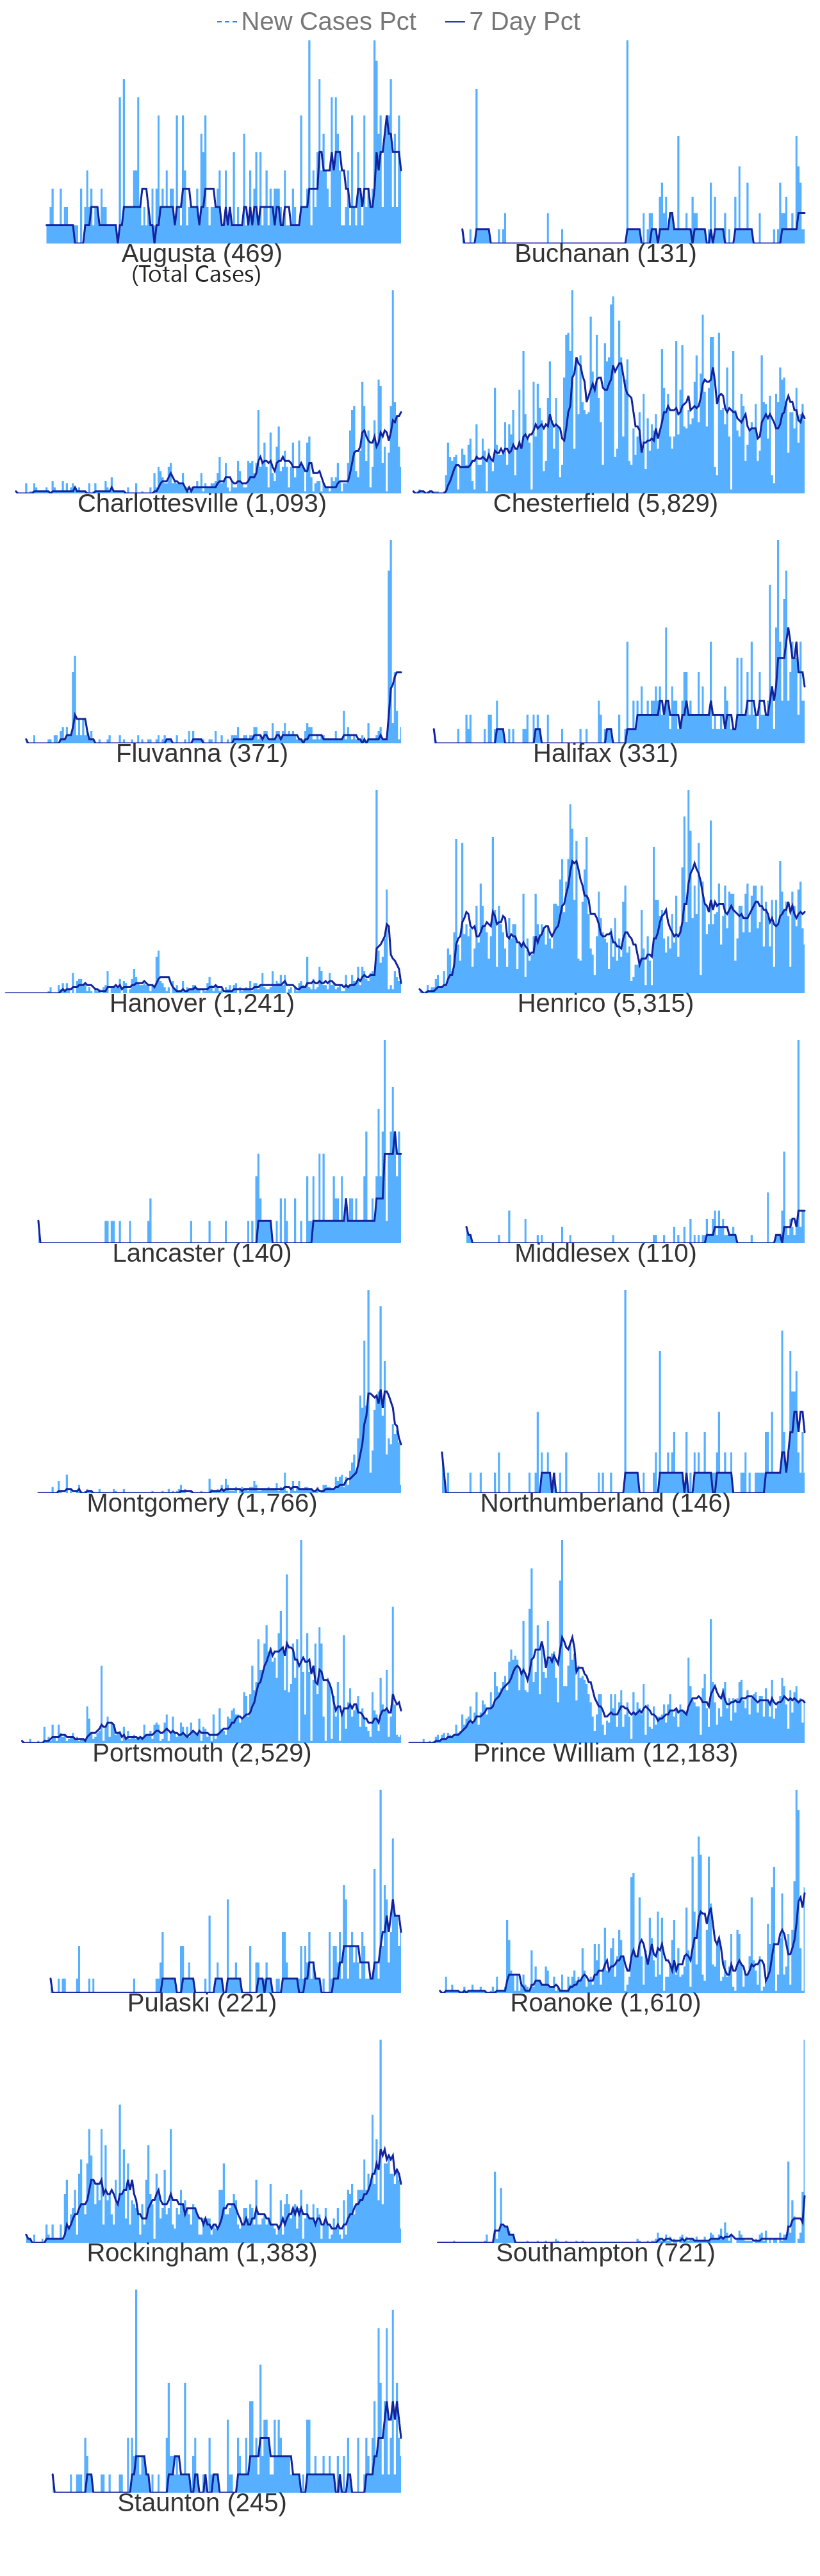 New Cases Pct 7 Day Pct
Augusta (469) Buchanan (131)
(Total Cases)
Charlottesville (1,093) Chesterfield (5,829)
Fluvanna (371) Halifax (331)
Hanover (1,241) Henrico (5,315)
Lancaster (140) Middlesex (110)
Montgomery (1,766) Northumberland (146)
Portsmouth (2,529) Prince William (12,183)
Pulaski (221) Roanoke (1,610)
Rockingham (1,383) Southampton (721)
Staunton (245)